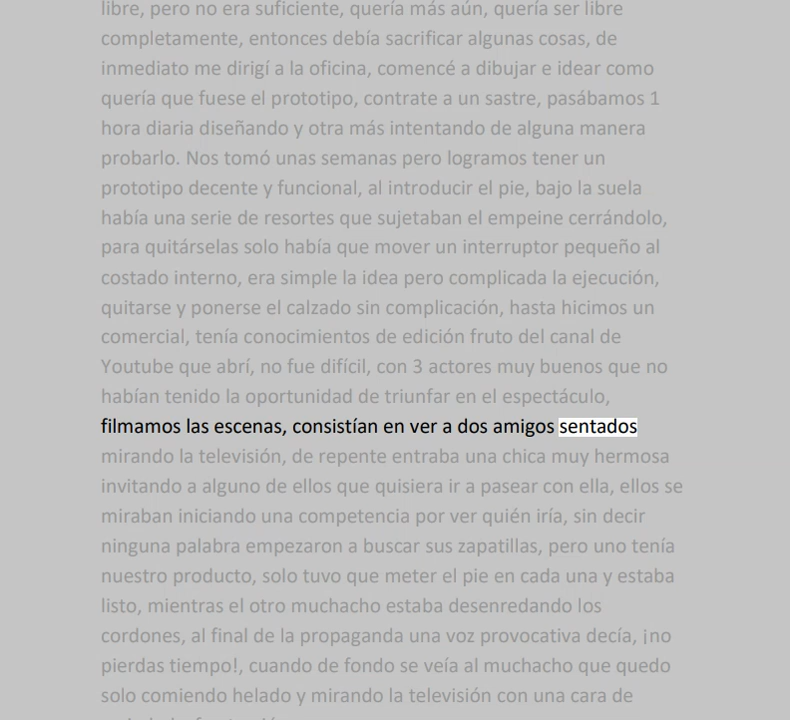 libre, pero no era suficiente, quería más aún, quería ser libre
completamente, entonces debía sacrificar algunas cosas, de
inmediato me dirigí a la oficina, comencé a dibujar e idear como
quería que fuese el prototipo, contrate a un sastre, pasábamos 1
hora diaria diseñando y otra más intentando de alguna manera
probarlo. Nos tomó unas semanas pero logramos tener un
prototipo decente y funcional, al introducir el pie, bajo la suela
había una serie de resortes que sujetaban el empeine cerrándolo,
para quitárselas solo había que mover un interruptor pequeño al
costado interno, era simple la idea pero complicada la ejecución,
quitarse y ponerse el calzado sin complicación, hasta hicimos un
comercial, tenía conocimientos de edición fruto del canal de
Youtube que abrí, no fue difícil, con 3 actores muy buenos que no
habían tenido la oportunidad de triunfar en el espectáculo,
filmamos las escenas, consistían en ver a dos amigos sentados
mirando la televisión, de repente entraba una chica muy hermosa
invitando a alguno de ellos que quisiera ir a pasear con ella, ellos se
miraban iniciando una competencia por ver quién iría, sin decir
ninguna palabra empezaron a buscar sus zapatillas, pero uno tenía
nuestro producto, solo tuvo que meter el pie en cada una y estaba
listo, mientras el otro muchacho estaba desenredando los
cordones, al final de la propaganda una voz provocativa decía, ¡no
pierdas tiempo!, cuando de fondo se veía al muchacho que quedo
solo comiendo helado y mirando la televisión con una cara de